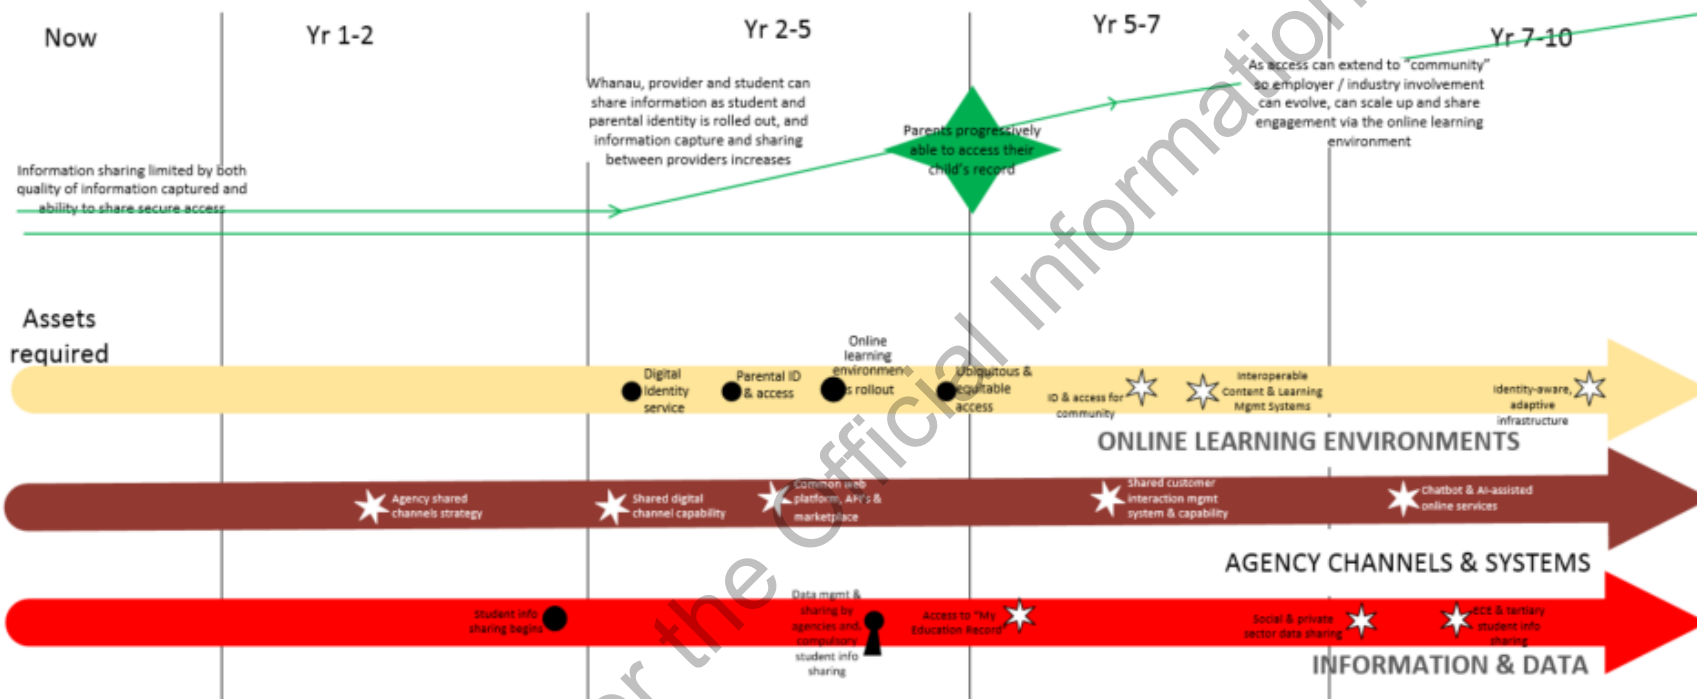 Now
Yr 1-2
Yr 2-5
Yr 5-7
Yr 7-10
Information sharing limited by both
quality of information captured and
ability to share secure access
Whanau, provider and student can
share information as student and
parental identity is rolled out, and
information capture and sharing
between providers increases
Parents progressively
able to access their
child's record
As access can extend to "community"
so employer / industry involvement
can evolve, can scale up and share
engagement via the online learning
environment
Assets
required
Digital
Identity
service
Parental ID
& access
Online
learning
environmen
s rollout
Ubiquitous &
equitable
access
ID & access for
community
Interoperable
Content & Learning
Mgmt Systems
Identity-aware,
adaptive
infrastructure
ONLINE LEARNING ENVIRONMENTS
Agency shared
channels strategy
Shared digital
channel capability
Common web
platform, API's &
marketplace
Shared customer
interaction mgmt
system & capability
Chatbot & AI-assisted
online services
AGENCY CHANNELS & SYSTEMS
Student info
sharing begins
Data mgmt &
sharing by
agencies and,
compulsory
student info
sharing
Access to "My
Education Record"
Social & private
sector data sharing
ECE & tertiary
student info
sharing
INFORMATION & DATA
r the Official Information